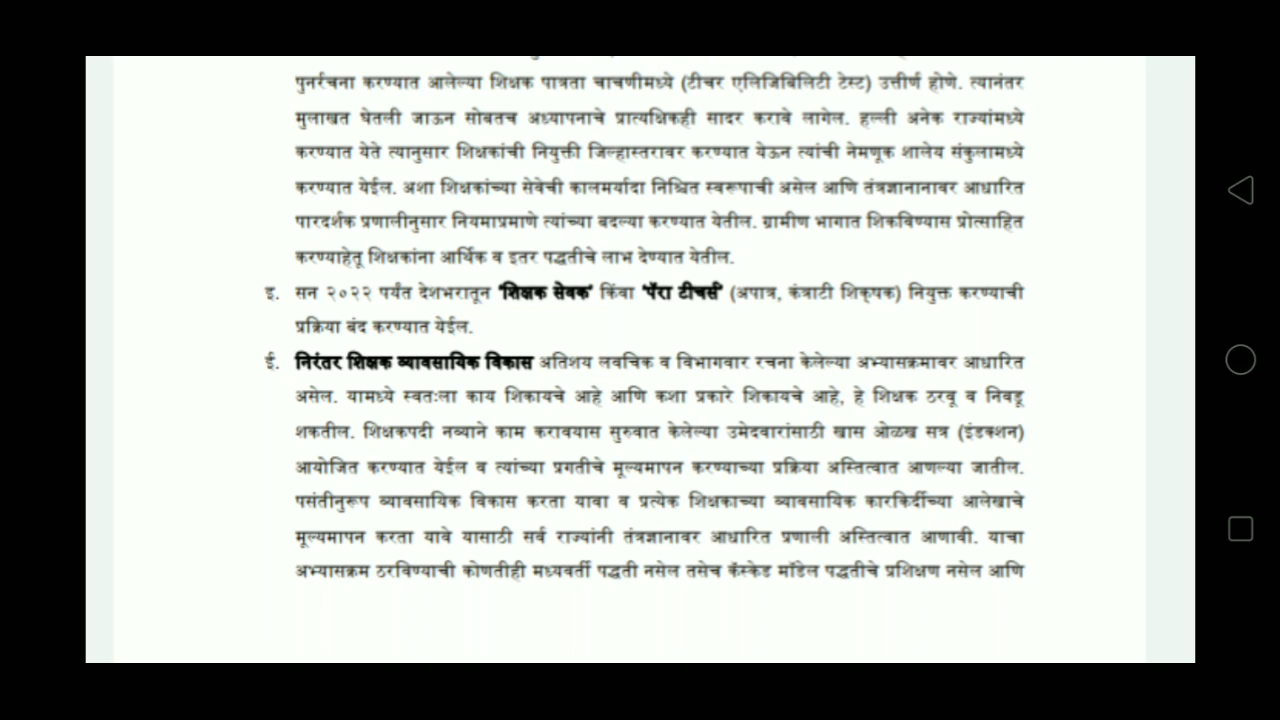 पुनर्रचना करण्यात आलेल्या शिक्षक पात्रता चाचणीमध्ये (टीचर एलिजिबिलिटी टेस्ट) उत्तीर्ण होणे. त्यानंतर
मुलाखत घेतली जाऊन सोबतच अध्यापनाचे प्रात्यक्षिकही सादर करावे लागेल. हल्ली अनेक राज्यांमध्ये
करण्यात येते त्यानुसार शिक्षकांची नियुक्ती जिल्हास्तरावर करण्यात येऊन त्यांची नेमणूक शालेय संकुलामध्ये
करण्यात येईल. अशा शिक्षकांच्या सेवेची कालमर्यादा निश्चित स्वरूपाची असेल आणि तंत्रज्ञानानावर आधारित
पारदर्शक प्रणालीनुसार नियमाप्रमाणे त्यांच्या बदल्या करण्यात येतील. ग्रामीण भागात शिकविण्यास प्रोत्साहित
करण्याहेतू शिक्षकांना आर्थिक व इतर पद्धतीचे लाभ देण्यात येतील.
इ. सन २०२२ पर्यंत देशभरातून 'शिक्षक सेवक' किंवा 'पॅरा टीचर्स' (अपात्र, कंत्राटी शिक्षक) नियुक्त करण्याची
प्रक्रिया बंद करण्यात येईल.
ई. निरंतर शिक्षक व्यावसायिक विकास अतिशय लवचिक व विभागवार रचना केलेल्या अभ्यासक्रमावर आधारित
असेल. यामध्ये स्वतःला काय शिकायचे आहे आणि कशा प्रकारे शिकायचे आहे, हे शिक्षक ठरवू व निवडू
शकतील. शिक्षकपदी नव्याने काम करावयास सुरुवात केलेल्या उमेदवारांसाठी खास ओळख सत्र (इंडक्शन)
आयोजित करण्यात येईल व त्यांच्या प्रगतीचे मूल्यमापन करण्याच्या प्रक्रिया अस्तित्वात आणल्या जातील.
पसंतीनुरूप व्यावसायिक विकास करता यावा व प्रत्येक शिक्षकाच्या व्यावसायिक कारकिर्दीच्या आलेखाचे
मूल्यमापन करता यावे यासाठी सर्व राज्यांनी तंत्रज्ञानावर आधारित प्रणाली अस्तित्वात आणावी. याचा
अभ्यासक्रम ठरविण्याची कोणतीही मध्यवर्ती पद्धती नसेल तसेच कॅस्केड मॉडेल पद्धतीचे प्रशिक्षण नसेल आणि